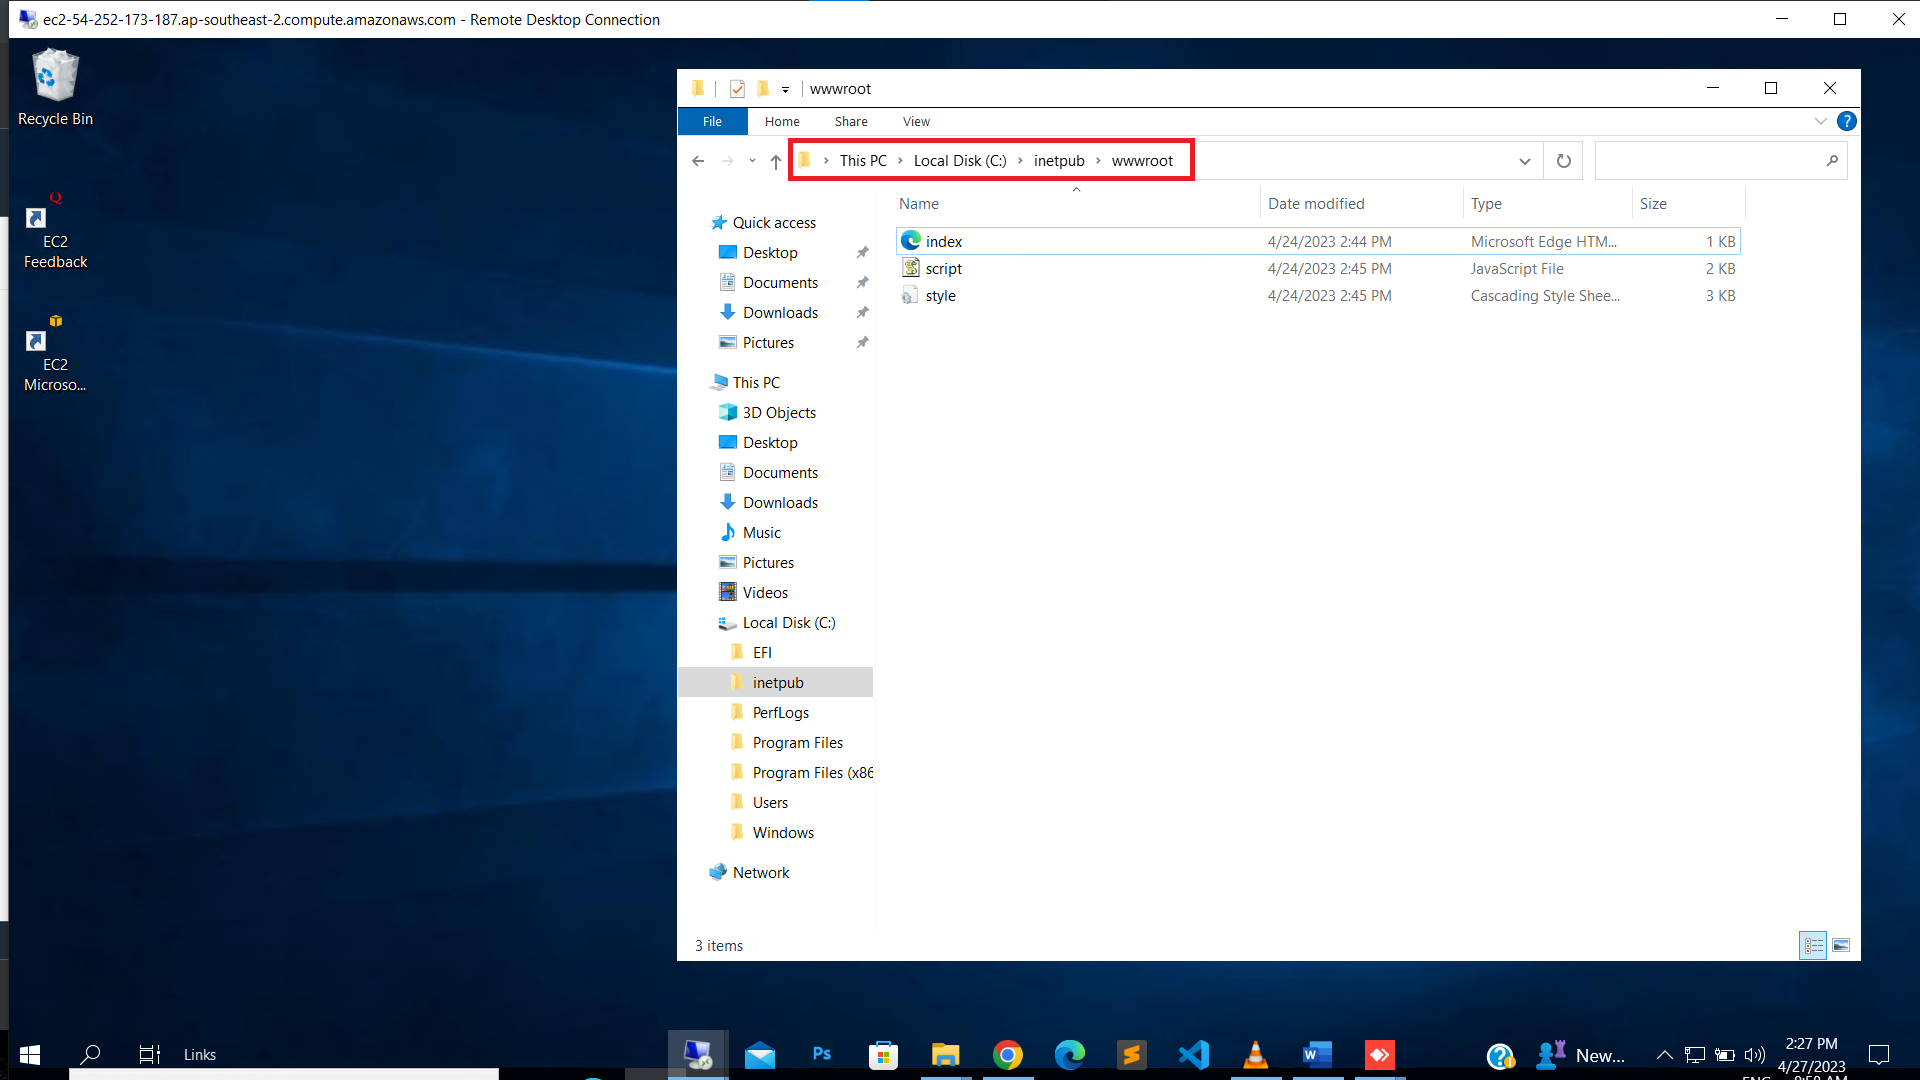 ec2-54-252-173-187.ap-southeast-2.compute.amazonaws.com - Remote Desktop Connection
Recycle Bin
EC2
Feedback
EC2
Microso...
wwwroot
File Home Share View
This PC > Local Disk (C:) > inetpub > wwwroot
Name Date modified Type Size
index 4/24/2023 2:44 PM Microsoft Edge HTM... 1 KB
script 4/24/2023 2:45 PM JavaScript File 2 KB
style 4/24/2023 2:45 PM Cascading Style Shee... 3 KB
Quick access
Desktop
Documents
Downloads
Pictures
This PC
3D Objects
Desktop
Documents
Downloads
Music
Pictures
Videos
Local Disk (C:)
EFI
inetpub
PerfLogs
Program Files
Program Files (x86
Users
Windows
Network
3 items
Links
Ps
New...
2:27 PM
4/27/2023